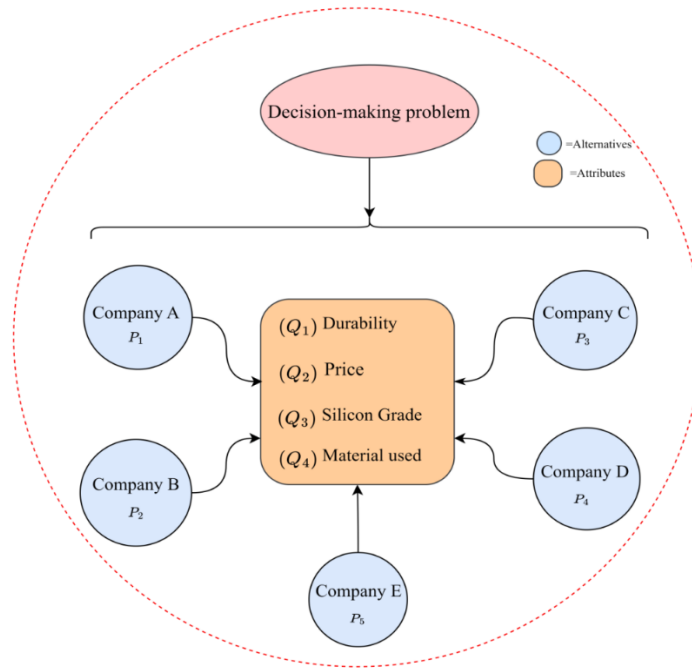 Decision-making problem
=Alternatives
=Attributes
Company A
P₁
Company C
P₃
(Q₁) Durability
(Q₂) Price
(Q₃) Silicon Grade
(Q₄) Material used
Company B
P₂
Company D
P₄
Company E
P₅